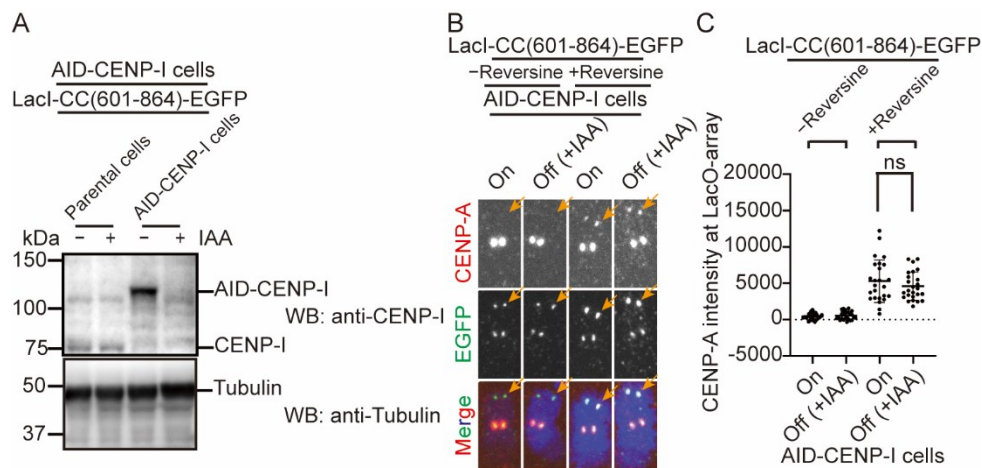 A
AID-CENP-I cells
LacI-CC(601-864)-EGFP
Parental cells
AID-CENP-I cells
kDa − + − + IAA
150
100
75
AID-CENP-I
WB: anti-CENP-I
CENP-I
50
37
Tubulin
WB: anti-Tubulin
B
LacI-CC(601-864)-EGFP
−Reversine +Reversine
AID-CENP-I cells
On
Off (+IAA)
On
Off (+IAA)
CENP-A
EGFP
Merge
C
LacI-CC(601-864)-EGFP
−Reversine
+Reversine
ns
CENP-A intensity at LacO-array
20000
15000
10000
5000
0
-5000
On
Off (+IAA)
On
Off (+IAA)
AID-CENP-I cells